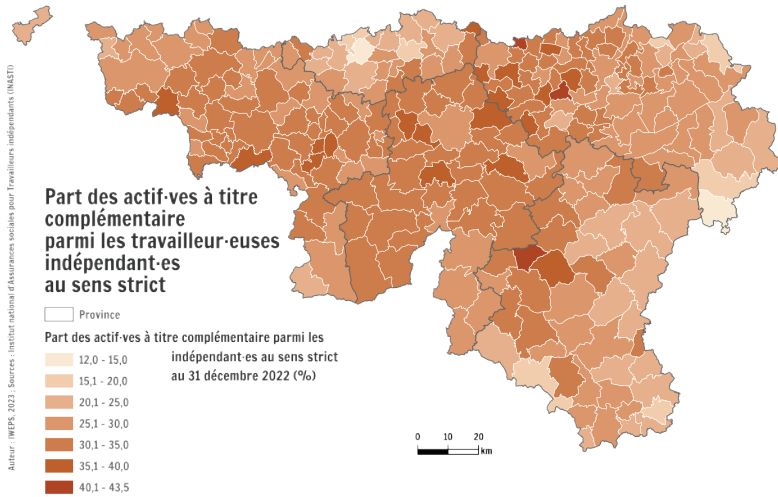 Part des actif·ves à titre
complémentaire
parmi les travailleur·euses
indépendant·es
au sens strict
Province
Part des actif·ves à titre complémentaire parmi les
indépendant·es au sens strict
au 31 décembre 2022 (%)
12,0 - 15,0
15,1 - 20,0
20,1 - 25,0
25,1 - 30,0
30,1 - 35,0
35,1 - 40,0
40,1 - 43,5
0 10 20
km
Auteur : IWEPS, 2023 ; Sources : Institut national d'Assurances sociales pour Travailleurs indépendants (INASTI)